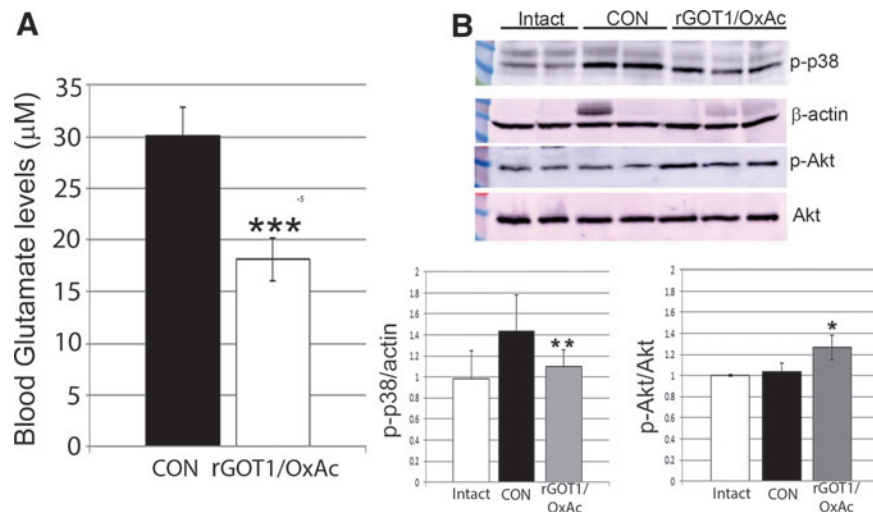 A
Blood Glutamate levels (µM)
35
30
25
20
15
10
5
0
***
-5
CON rGOT1/OxAc
B
Intact CON rGOT1/OxAc
p-p38
β-actin
p-Akt
Akt
p-p38/actin
2
1.8
1.6
1.4
1.2
1
0.8
0.6
0.4
0.2
0
**
Intact CON rGOT1/
OxAc
p-Akt/Akt
2
1.8
1.6
1.4
1.2
1
0.8
0.6
0.4
0.2
0
*
Intact CON rGOT1/
OxAc